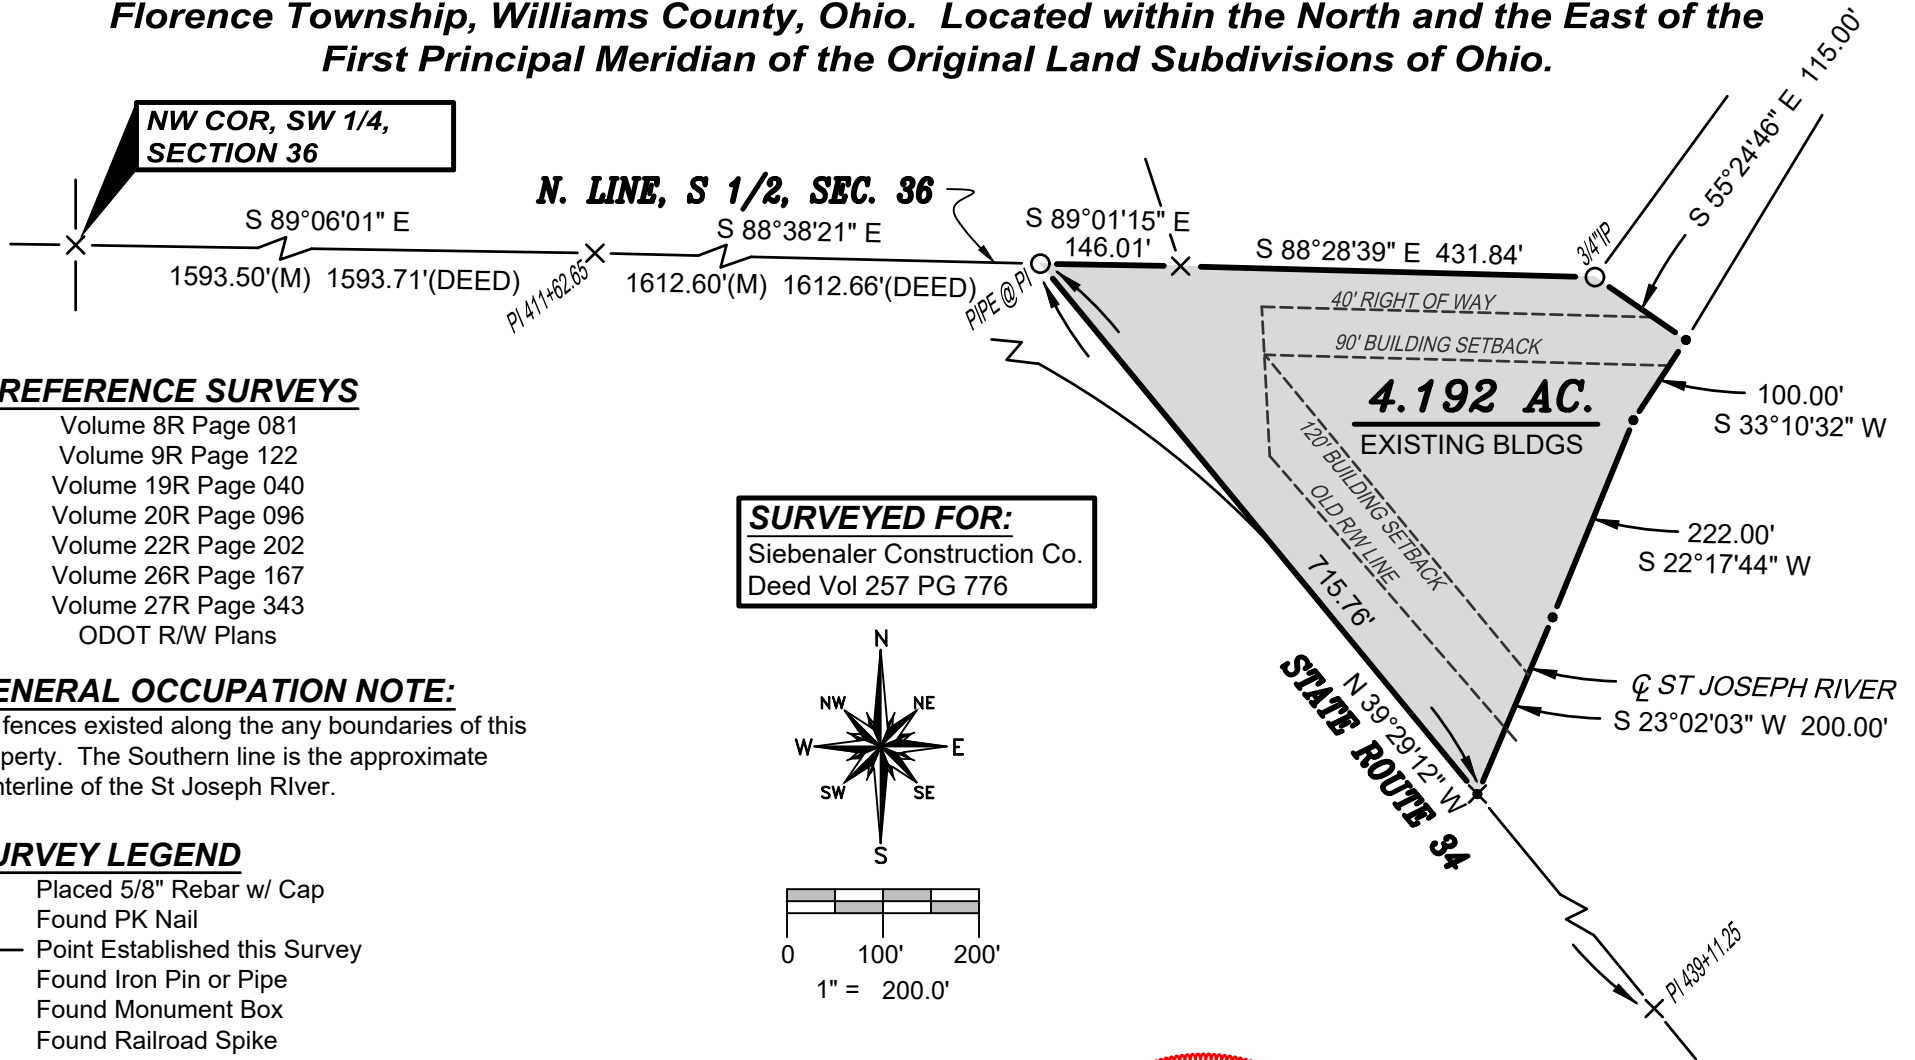 Florence Township, Williams County, Ohio. Located within the North and the East of the
First Principal Meridian of the Original Land Subdivisions of Ohio.
NW COR, SW 1/4,
SECTION 36
N. LINE, S 1/2, SEC. 36
S 89°06'01" E
1593.50'(M) 1593.71'(DEED)
PI 411+62.65
S 88°38'21" E
1612.60'(M) 1612.66'(DEED)
PIPE @ PI
S 89°01'15" E
146.01'
S 88°28'39" E 431.84'
3/4"IP
S 55°24'46" E 115.00'
40' RIGHT OF WAY
90' BUILDING SETBACK
4.192 AC.
EXISTING BLDGS
120' BUILDING SETBACK
OLD R/W LINE
100.00'
S 33°10'32" W
222.00'
S 22°17'44" W
℄ ST JOSEPH RIVER
S 23°02'03" W 200.00'
715.76'
N 39°29'12" W
STATE ROUTE 34
PI 439+11.25
REFERENCE SURVEYS
Volume 8R Page 081
Volume 9R Page 122
Volume 19R Page 040
Volume 20R Page 096
Volume 22R Page 202
Volume 26R Page 167
Volume 27R Page 343
ODOT R/W Plans
SURVEYED FOR:
Siebenaler Construction Co.
Deed Vol 257 PG 776
ENERAL OCCUPATION NOTE:
fences existed along the any boundaries of this
perty. The Southern line is the approximate
nterline of the St Joseph RIver.
URVEY LEGEND
Placed 5/8" Rebar w/ Cap
Found PK Nail
Point Established this Survey
Found Iron Pin or Pipe
Found Monument Box
Found Railroad Spike
N
NW NE
W E
SW SE
S
0 100' 200'
1" = 200.0'